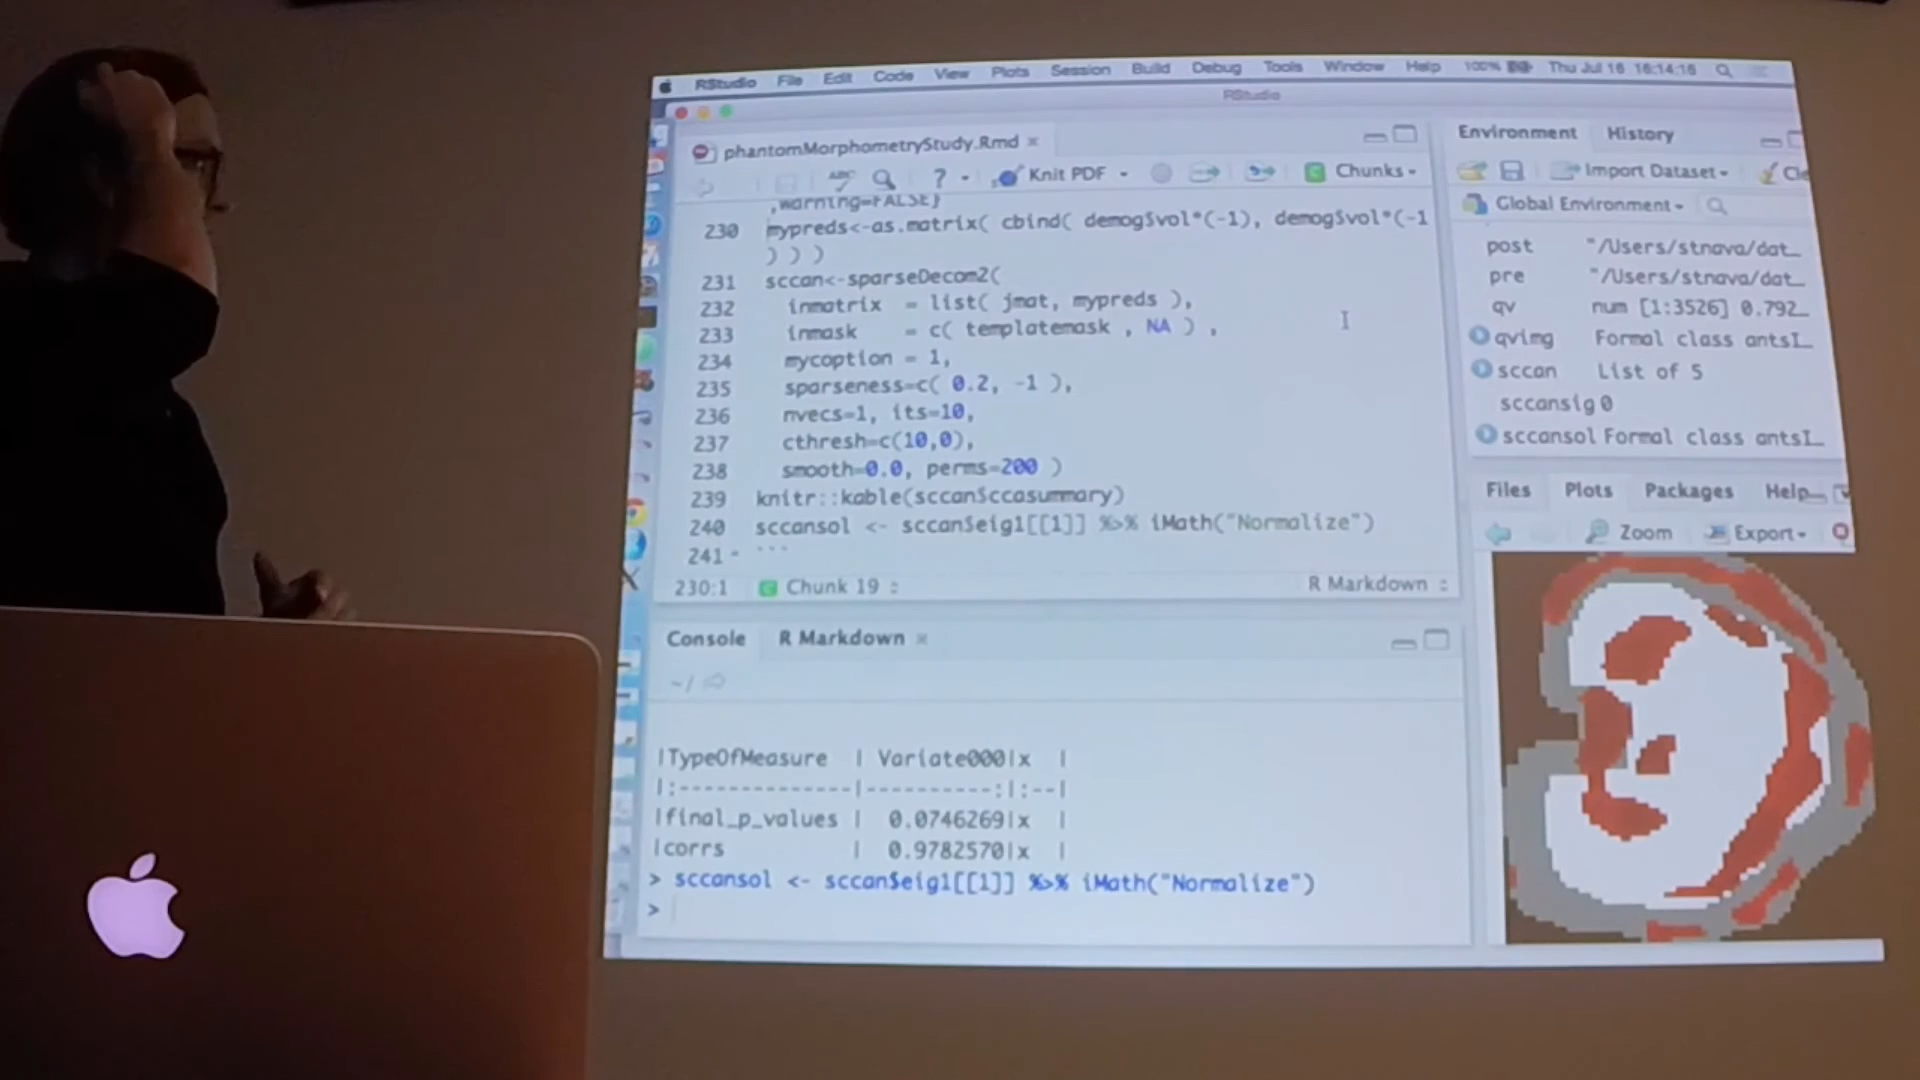 RStudio File Edit Code View Plots Session Build Debug Tools Window Help 100% Thu Jul 16 16:14:16
RStudio
phantomMorphometryStudy.Rmd
ABC ? Knit PDF Chunks
,warning=FALSE}
230 mypreds<-as.matrix( cbind( demog$vol*(-1), demog$vol*(-1
) ) )
231 sccan<-sparseDecom2(
232 inmatrix = list( jmat, mypreds ),
233 inmask = c( templatemask , NA ) ,
234 mycoption = 1,
235 sparseness=c( 0.2, -1 ),
236 nvecs=1, its=10,
237 cthresh=c(10,0),
238 smooth=0.0, perms=200 )
239 knitr::kable(sccan$ccasummary)
240 sccansol <- sccan$eig1[[1]] %>% iMath("Normalize")
241 ```
230:1 Chunk 19 R Markdown
Console R Markdown
~/
|TypeOfMeasure | Variate000|x |
|:--------------|----------:|:--|
|final_p_values | 0.0746269|x |
|corrs | 0.9782570|x |
> sccansol <- sccan$eig1[[1]] %>% iMath("Normalize")
>
Environment History
Import Dataset Cle
Global Environment
post "/Users/stnava/dat…
pre "/Users/stnava/dat…
qv num [1:3526] 0.792…
qvimg Formal class antsI…
sccan List of 5
sccansig 0
sccansol Formal class antsI…
Files Plots Packages Help
Zoom Export